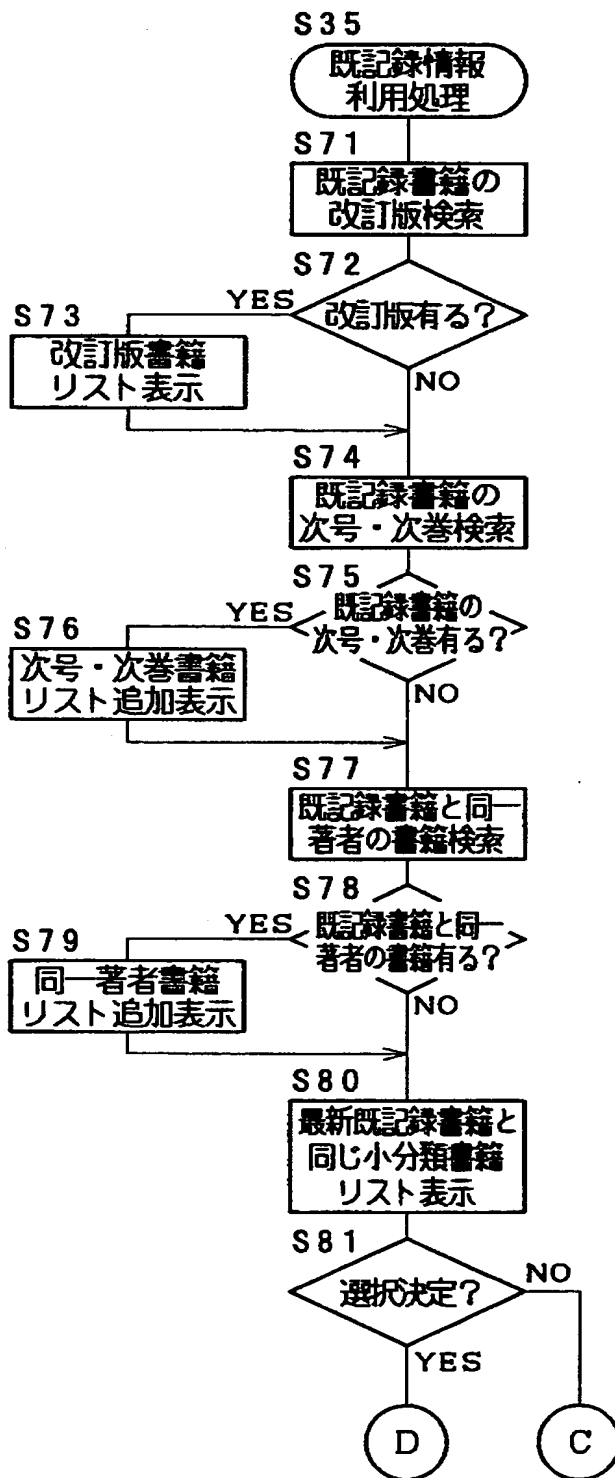 S35
既記録情報
利用処理
S71
既記録書籍の
改訂版検索
S72
改訂版有る?
YES
NO
S73
改訂版書籍
リスト表示
S74
既記録書籍の
次号・次巻検索
S75
既記録書籍の
次号・次巻有る?
YES
NO
S76
次号・次巻書籍
リスト追加表示
S77
既記録書籍と同一
著者の書籍検索
S78
既記録書籍と同一
著者の書籍有る?
YES
NO
S79
同一著者書籍
リスト追加表示
S80
最新既記録書籍と
同じ小分類書籍
リスト表示
S81
選択決定?
NO
YES
D
C